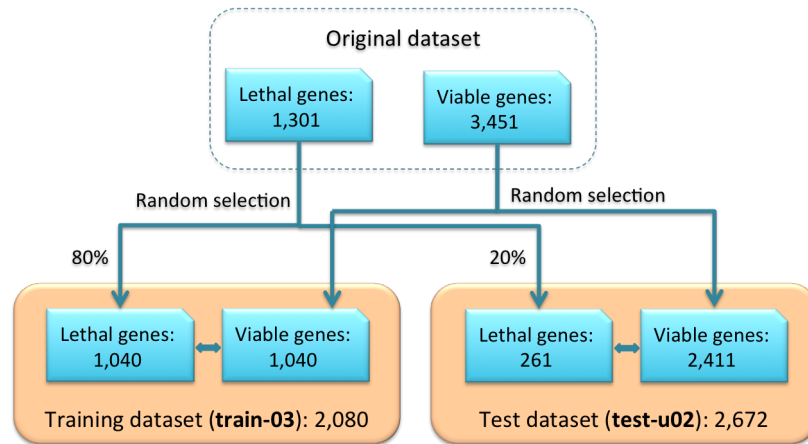 Original dataset
Lethal genes:
1,301
Viable genes:
3,451
Random selection
Random selection
80%
20%
Lethal genes:
1,040
Viable genes:
1,040
Training dataset (train-03): 2,080
Lethal genes:
261
Viable genes:
2,411
Test dataset (test-u02): 2,672